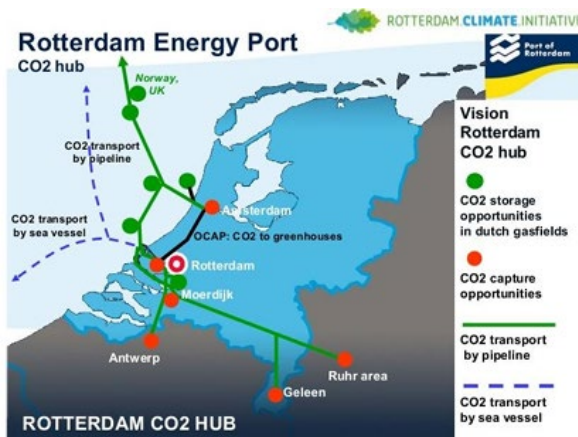 ROTTERDAM.CLIMATE.INITIATIVE
Rotterdam Energy Port
CO2 hub
Port of
Rotterdam
Norway,
UK
CO2 transport
by pipeline
CO2 transport
by sea vessel
Amsterdam
OCAP: CO2 to greenhouses
Rotterdam
Moerdijk
Antwerp
Ruhr area
Geleen
ROTTERDAM CO2 HUB
Vision
Rotterdam
CO2 hub
CO2 storage
opportunities
in dutch gasfields
CO2 capture
opportunities
CO2 transport
by pipeline
CO2 transport
by sea vessel